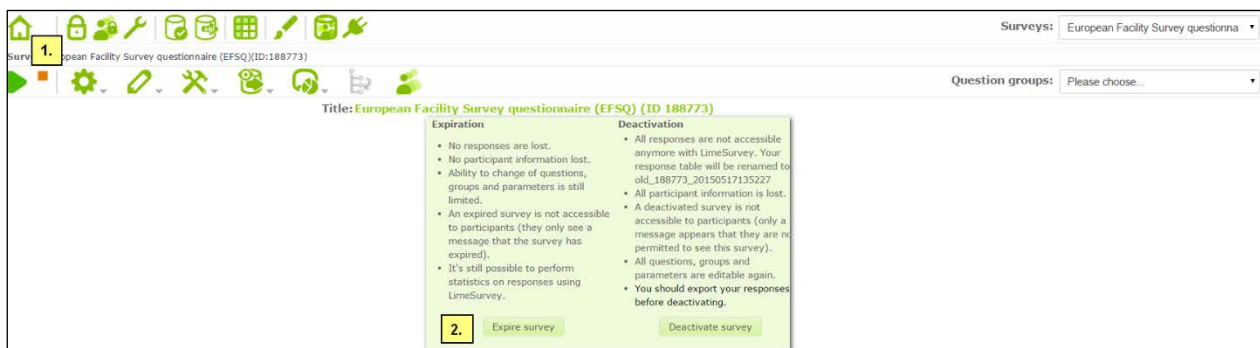 Surveys: European Facility Survey questionna
1.
Surv opean Facility Survey questionnaire (EFSQ)(ID:188773)
Question groups: Please choose...
Title: European Facility Survey questionnaire (EFSQ) (ID 188773)
Expiration
• No responses are lost.
• No participant information lost.
• Ability to change of questions,
groups and parameters is still
limited.
• An expired survey is not accessible
to participants (they only see a
message that the survey has
expired).
• It's still possible to perform
statistics on responses using
LimeSurvey.
2.
Expire survey
Deactivation
• All responses are not accessible
anymore with LimeSurvey. Your
response table will be renamed to
old_188773_20150517135227
• All participant information is lost.
• A deactivated survey is not
accessible to participants (only a
message appears that they are no
permitted to see this survey).
• All questions, groups and
parameters are editable again.
• You should export your responses
before deactivating.
Deactivate survey